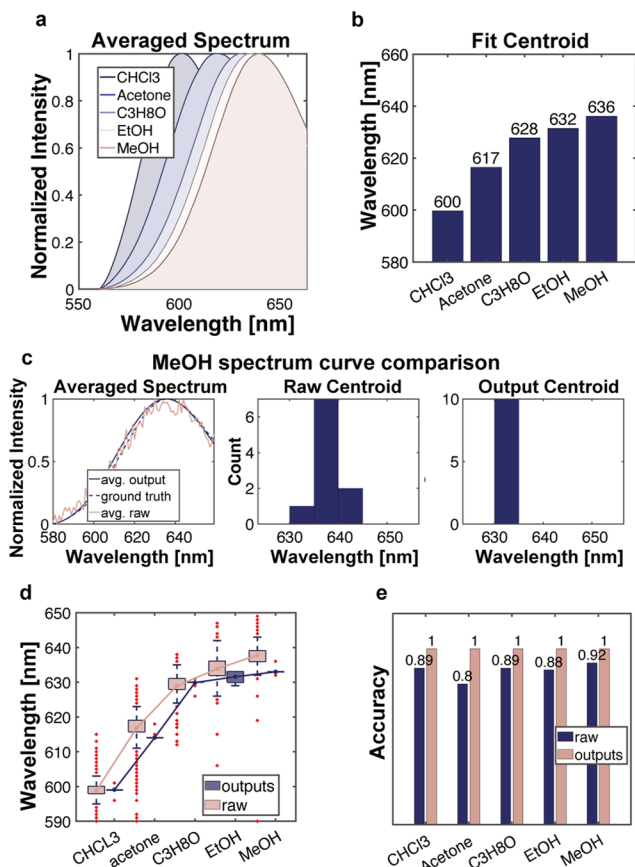 a
Averaged Spectrum
Normalized Intensity
1
0.8
0.6
0.4
0.2
0
CHCl3
Acetone
C3H8O
EtOH
MeOH
550
600
650
Wavelength [nm]
b
Fit Centroid
Wavelength [nm]
660
640
620
600
580
600
617
628
632
636
CHCl3
Acetone
C3H8O
EtOH
MeOH
c
MeOH spectrum curve comparison
Averaged Spectrum
Normalized Intensity
1
0.5
0
avg. output
ground truth
avg. raw
580
600
620
640
Wavelength [nm]
Raw Centroid
Count
6
4
2
0
630
640
650
Wavelength [nm]
Output Centroid
10
5
0
630
640
650
Wavelength [nm]
d
Wavelength [nm]
650
640
630
620
610
600
590
outputs
raw
CHCL3
acetone
C3H8O
EtOH
MeOH
e
Accuracy
0.89
1
0.8
1
0.89
1
0.88
1
0.92
1
raw
outputs
CHCl3
Acetone
C3H8O
EtOH
MeOH